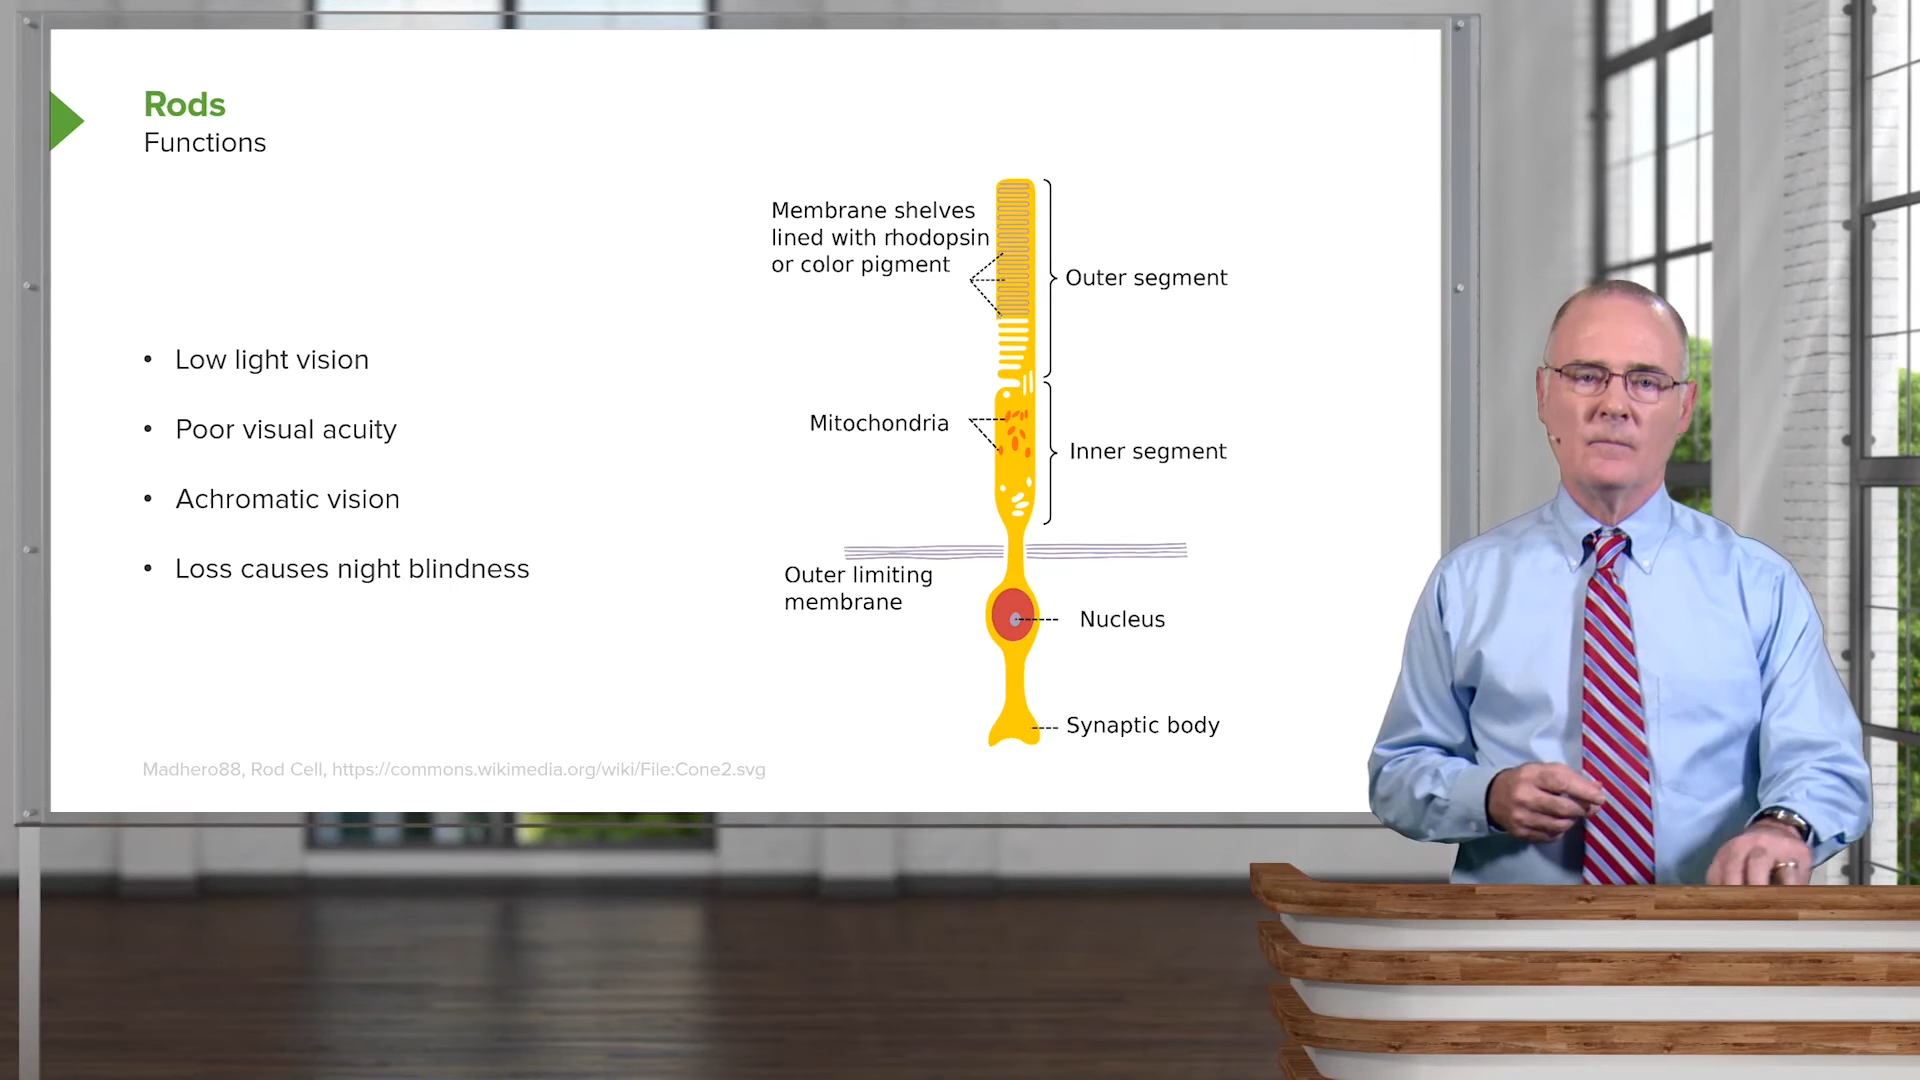 Rods
Functions
Membrane shelves
lined with rhodopsin
or color pigment
Outer segment
• Low light vision
Mitochondria
• Poor visual acuity
Inner segment
• Achromatic vision
• Loss causes night blindness
Outer limiting
membrane
Nucleus
Synaptic body
Madhero88, Rod Cell, https://commons.wikimedia.org/wiki/File:Cone2.svg